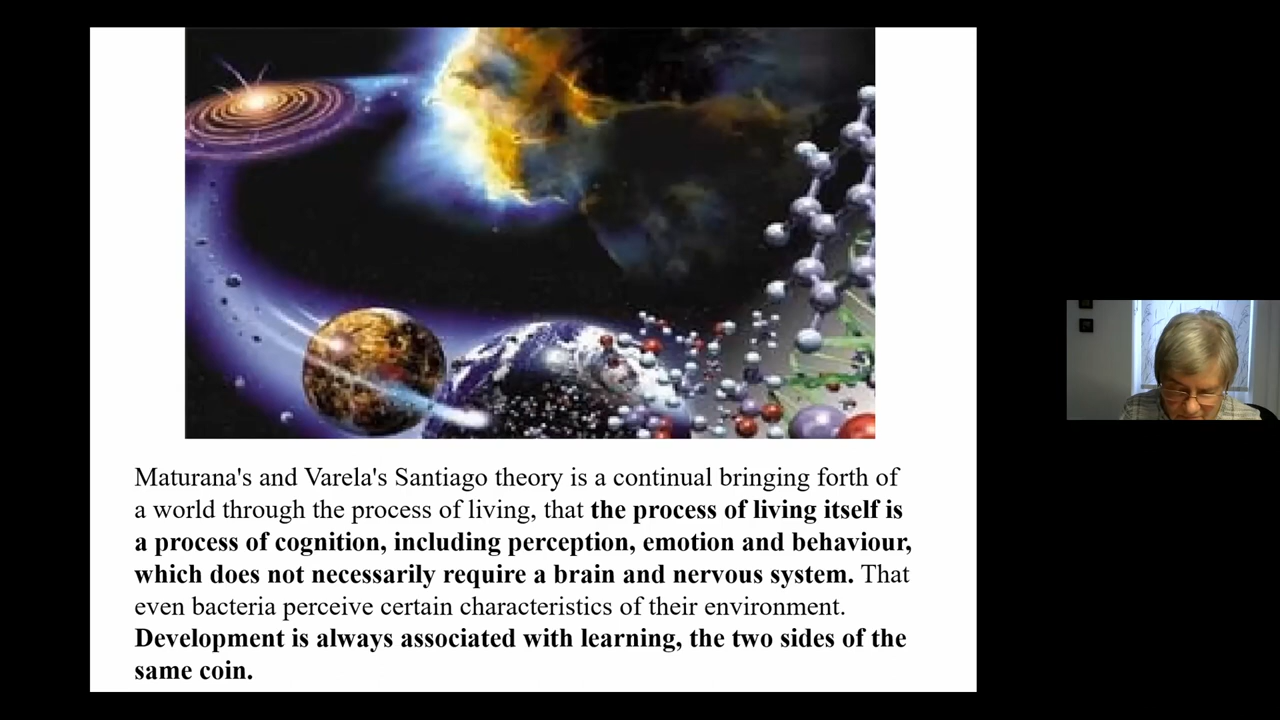 Maturana's and Varela's Santiago theory is a continual bringing forth of
a world through the process of living, that the process of living itself is
a process of cognition, including perception, emotion and behaviour,
which does not necessarily require a brain and nervous system. That
even bacteria perceive certain characteristics of their environment.
Development is always associated with learning, the two sides of the
same coin.